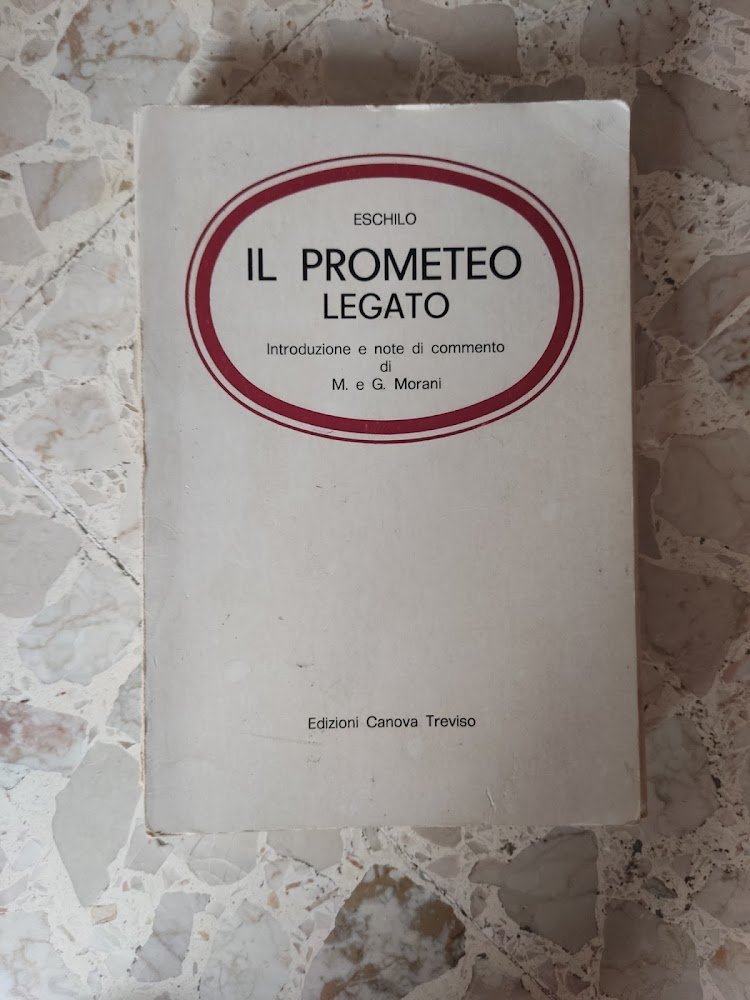 ESCHILO
IL PROMETEO
LEGATO
Introduzione e note di commento
di
M. e G. Morani
Edizioni Canova Treviso